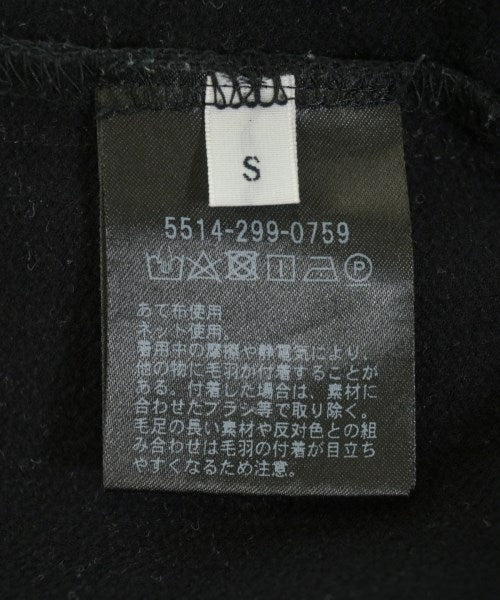 S
5514-299-0759
あて布使用
ネット使用。
着用中の摩擦や静電気により、
他の物に毛羽が付着することが
ある。付着した場合は、素材に
合わせたブラシ等で取り除く。
毛足の長い素材や反対色との組
み合わせは毛羽の付着が目立ち
やすくなるため注意。